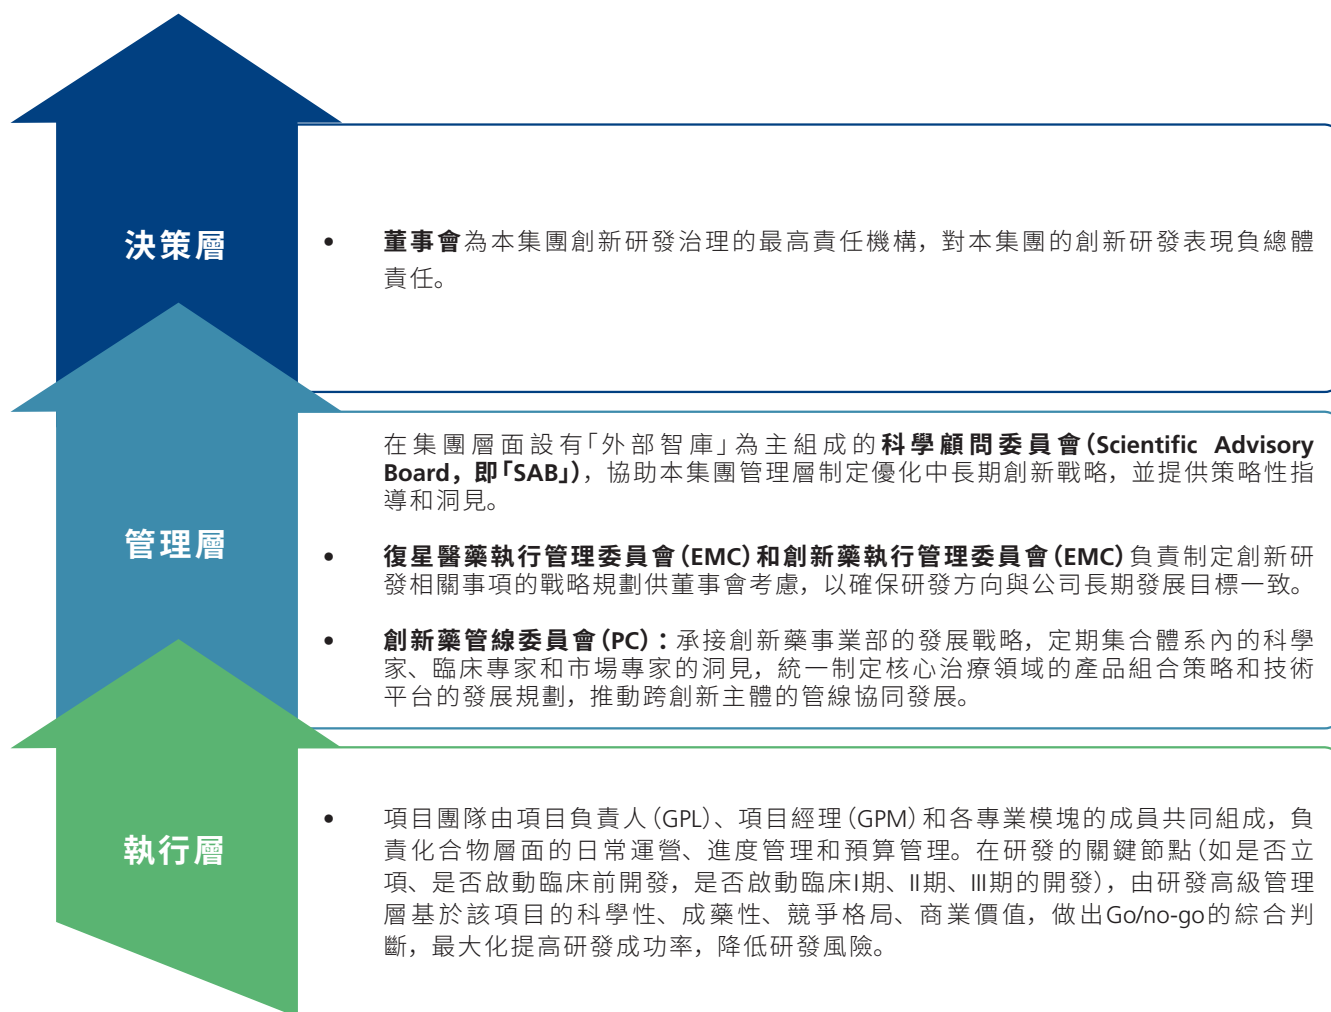 決策層
• 董事會為本集團創新研發治理的最高責任機構，對本集團的創新研發表現負總體
責任。
管理層
在集團層面設有「外部智庫」為主組成的科學顧問委員會(Scientific Advisory
Board，即「SAB」)，協助本集團管理層制定優化中長期創新戰略，並提供策略性指
導和洞見。
• 復星醫藥執行管理委員會(EMC)和創新藥執行管理委員會(EMC)負責制定創新研
發相關事項的戰略規劃供董事會考慮，以確保研發方向與公司長期發展目標一致。
• 創新藥管線委員會(PC)：承接創新藥事業部的發展戰略，定期集合體系內的科學
家、臨床專家和市場專家的洞見，統一制定核心治療領域的產品組合策略和技術
平台的發展規劃，推動跨創新主體的管線協同發展。
執行層
• 項目團隊由項目負責人(GPL)、項目經理(GPM)和各專業模塊的成員共同組成，負
責化合物層面的日常運營、進度管理和預算管理。在研發的關鍵節點(如是否立
項、是否啟動臨床前開發，是否啟動臨床I期、II期、III期的開發)，由研發高級管理
層基於該項目的科學性、成藥性、競爭格局、商業價值，做出Go/no-go的綜合判
斷，最大化提高研發成功率，降低研發風險。